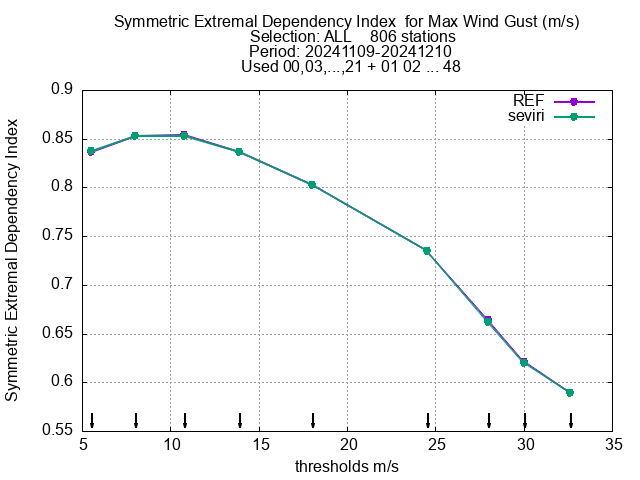 Symmetric Extremal Dependency Index  for Max Wind Gust (m/s)
Selection: ALL    806 stations
Period: 20241109-20241210
Used 00,03,...,21 + 01 02 ... 48
REF
seviri
Symmetric Extremal Dependency Index
0.9
0.85
0.8
0.75
0.7
0.65
0.6
0.55
5 10 15 20 25 30 35
thresholds m/s